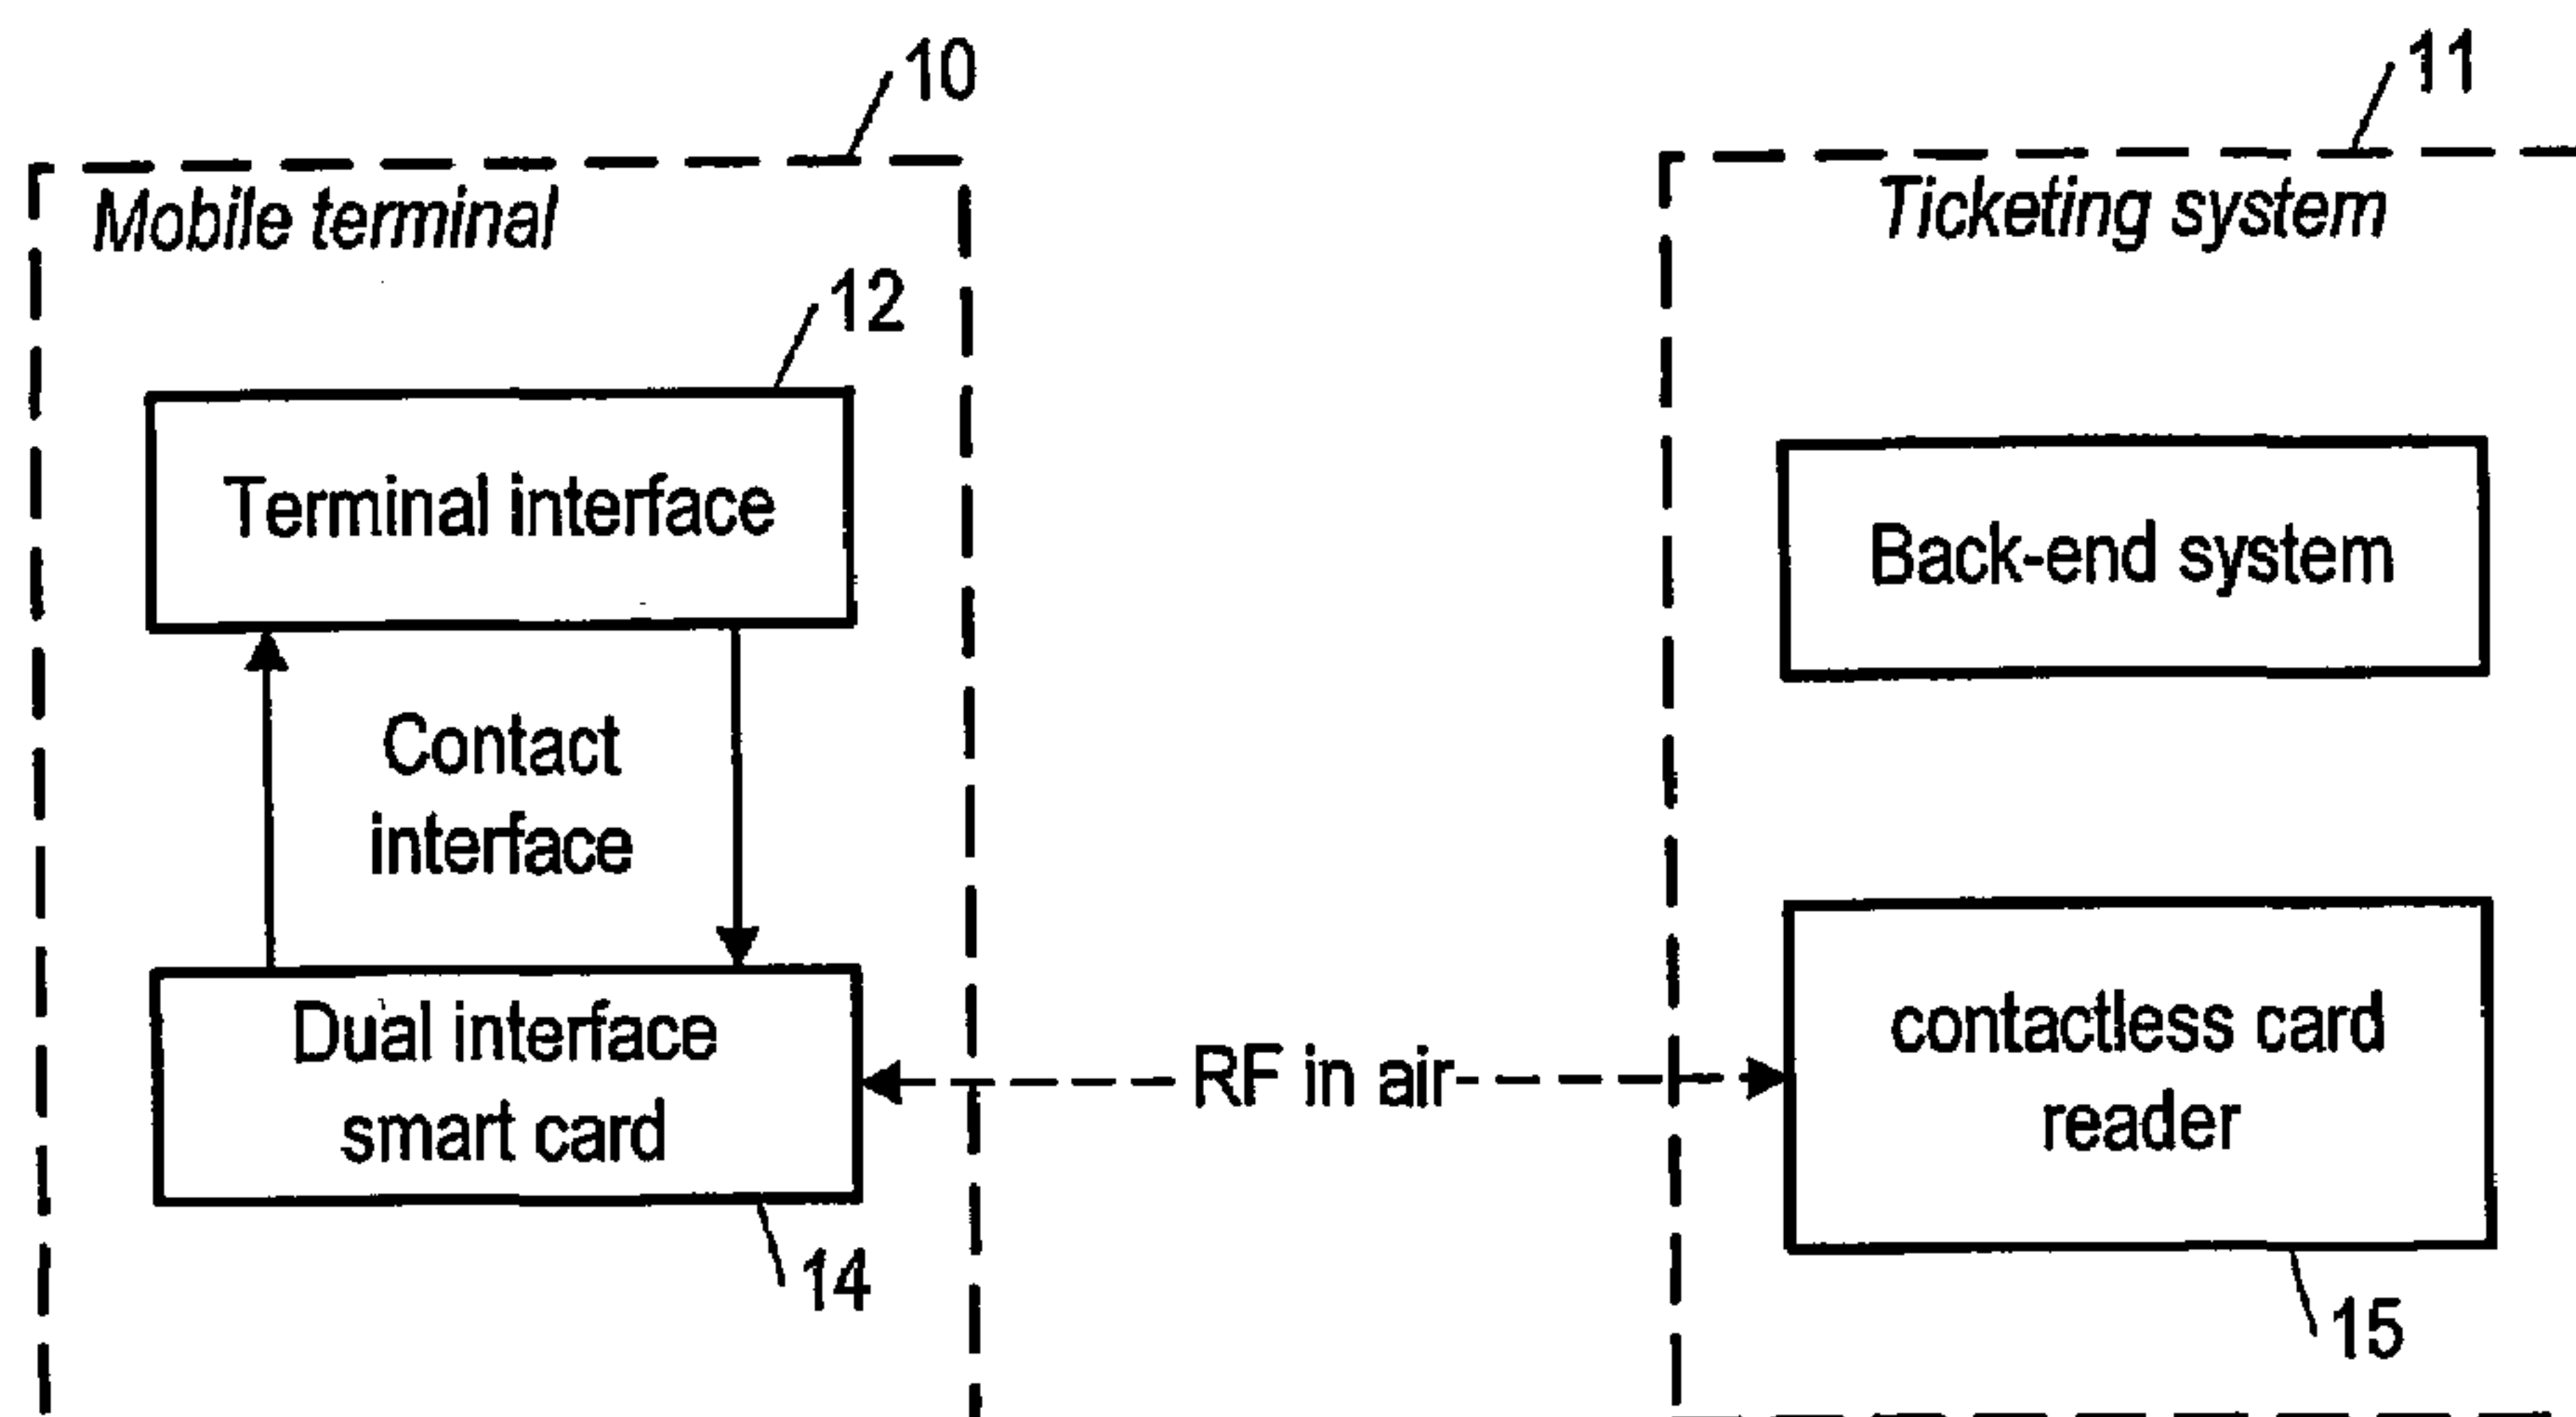 10
Mobile terminal
12
Terminal interface
Contact
interface
Dual interface
smart card
14
RF in air
11
Ticketing system
Back-end system
contactless card
reader
15